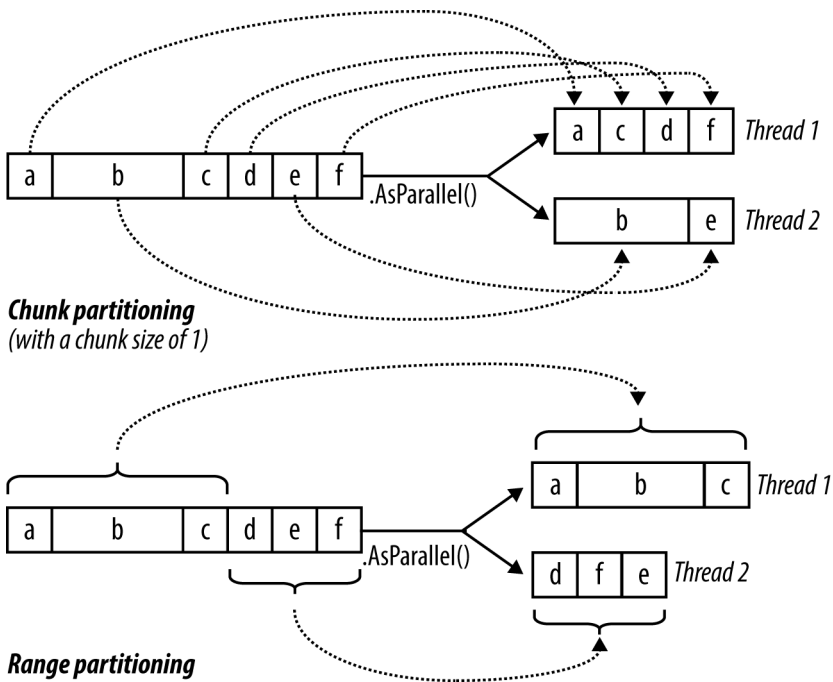 a c d f Thread 1
a b c d e f
.AsParallel()
b e Thread 2
Chunk partitioning
(with a chunk size of 1)
a b c Thread 1
a b c d e f
.AsParallel()
d f e Thread 2
Range partitioning